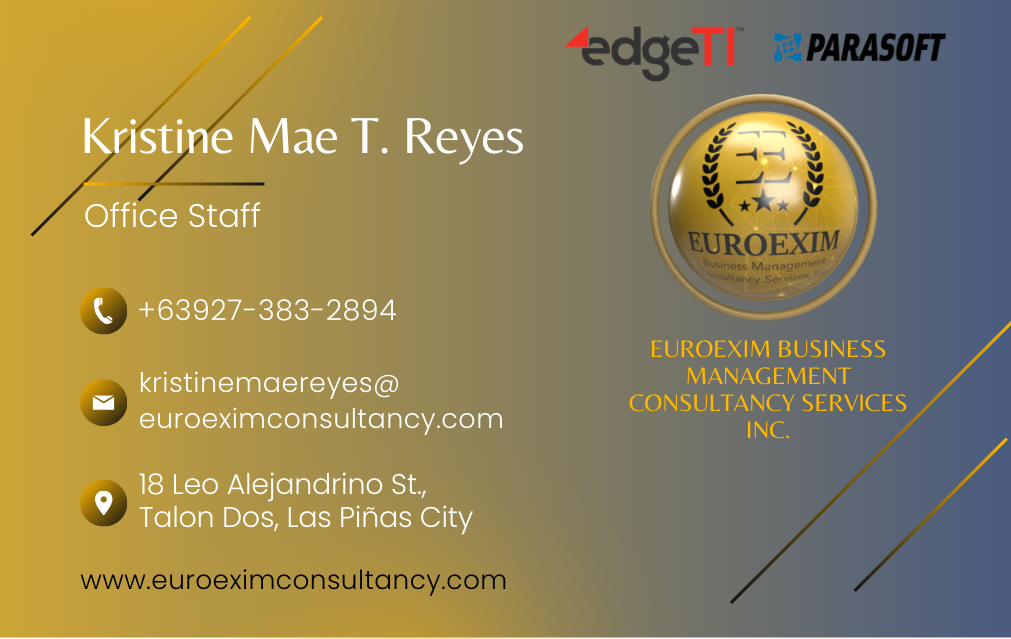 edgeTI™
PARASOFT
Kristine Mae T. Reyes
Office Staff
+63927-383-2894
kristinemaereyes@
euroeximconsultancy.com
18 Leo Alejandrino St.,
Talon Dos, Las Piñas City
www.euroeximconsultancy.com
EUROEXIM
Business Management
Consultancy Services, Inc.
EUROEXIM BUSINESS
MANAGEMENT
CONSULTANCY SERVICES
INC.